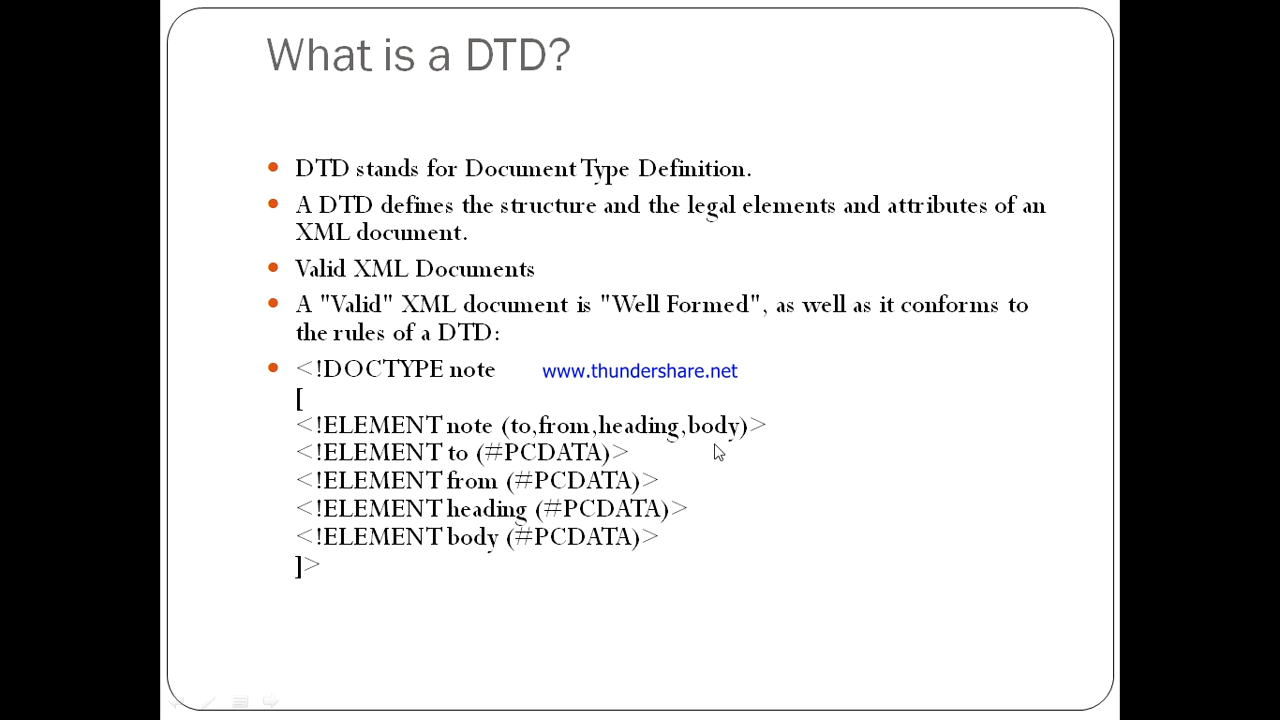 What is a DTD?
DTD stands for Document Type Definition.
A DTD defines the structure and the legal elements and attributes of an
XML document.
Valid XML Documents
A "Valid" XML document is "Well Formed", as well as it conforms to
the rules of a DTD:
<!DOCTYPE note www.thundershare.net
[
<!ELEMENT note (to,from,heading,body)>
<!ELEMENT to (#PCDATA)>
<!ELEMENT from (#PCDATA)>
<!ELEMENT heading (#PCDATA)>
<!ELEMENT body (#PCDATA)>
]>